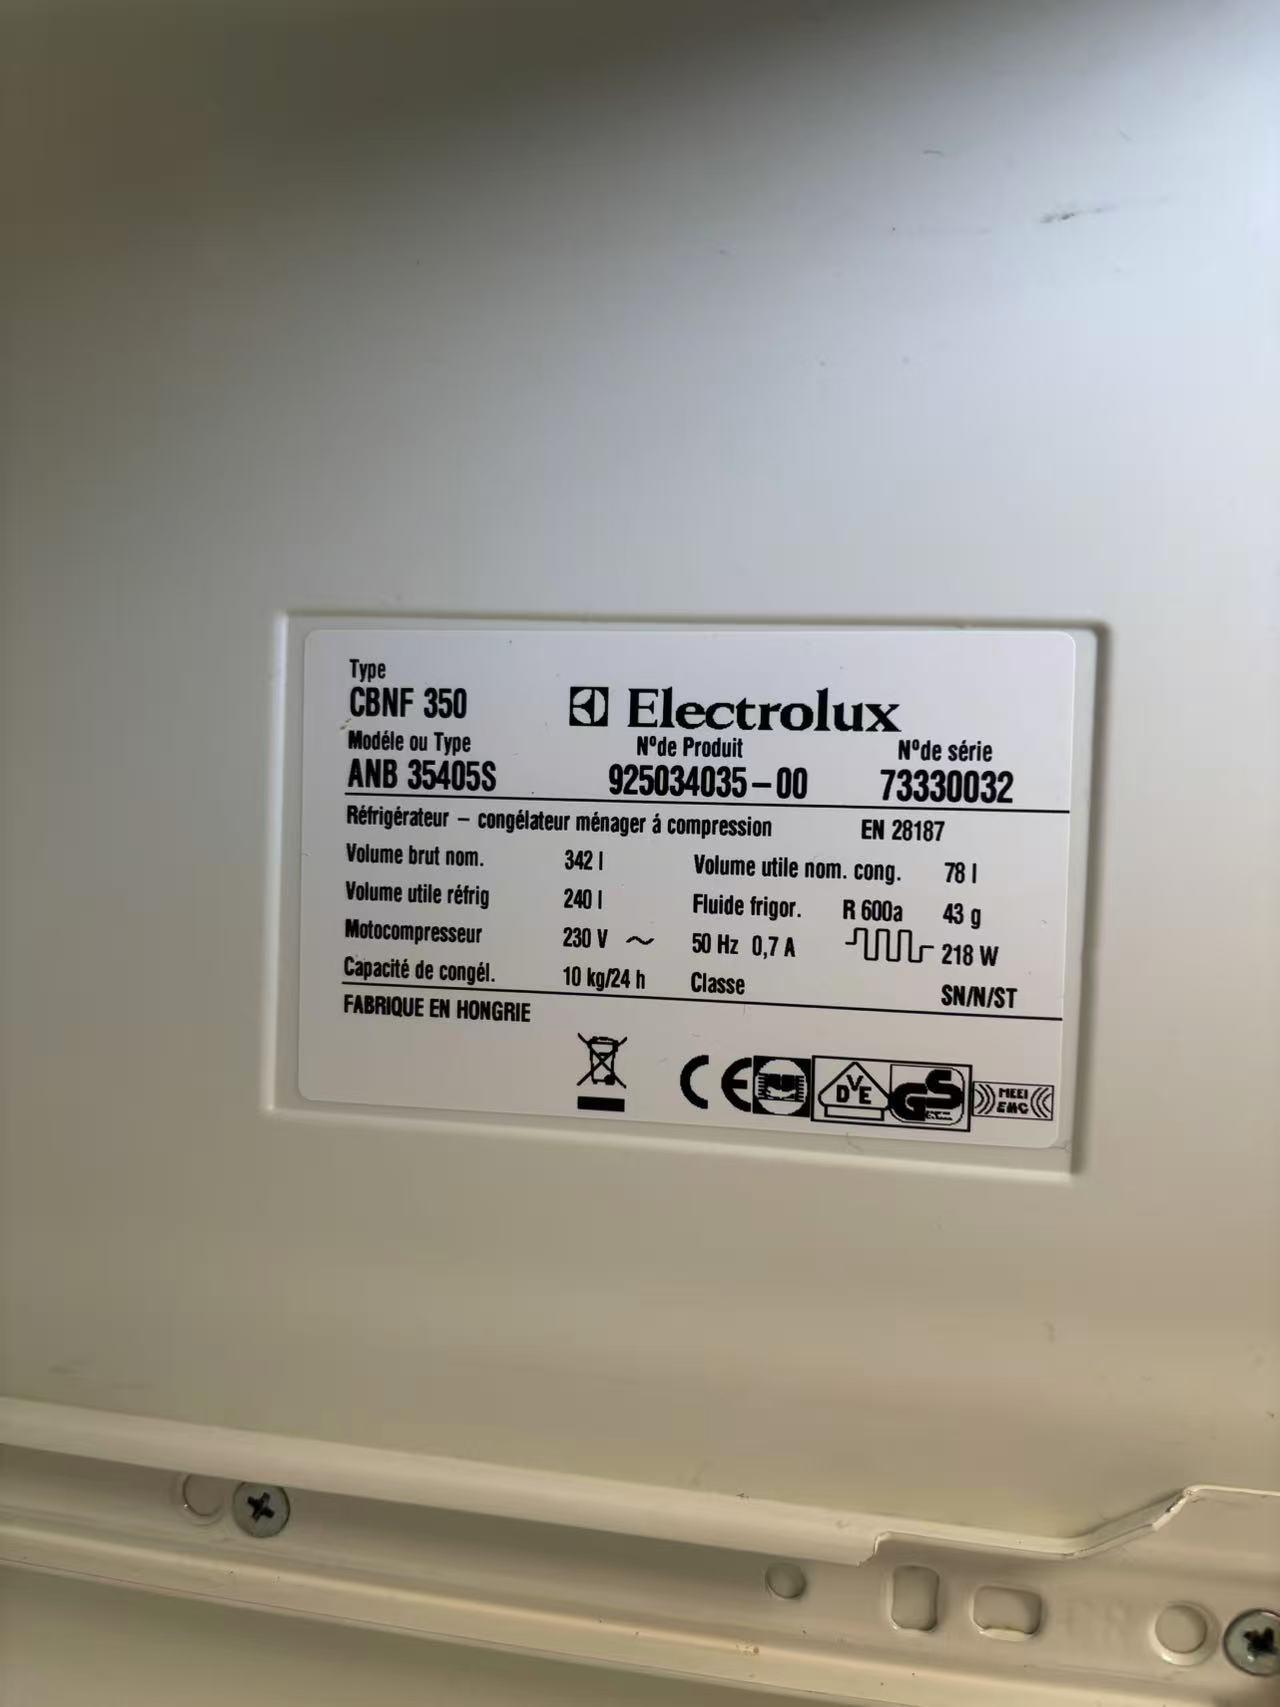 Type
CBNF 350
Electrolux
Modéle ou Type N°de Produit N°de série
ANB 35405S 925034035-00 73330032
Réfrigérateur – congélateur ménager á compression EN 28187
Volume brut nom. 342 l Volume utile nom. cong. 78 l
Volume utile réfrig 240 l Fluide frigor. R 600a 43 g
Motocompresseur 230 V ~ 50 Hz 0,7 A 218 W
Capacité de congél. 10 kg/24 h Classe SN/N/ST
FABRIQUE EN HONGRIE
CE DVE GS MEEI
EMC